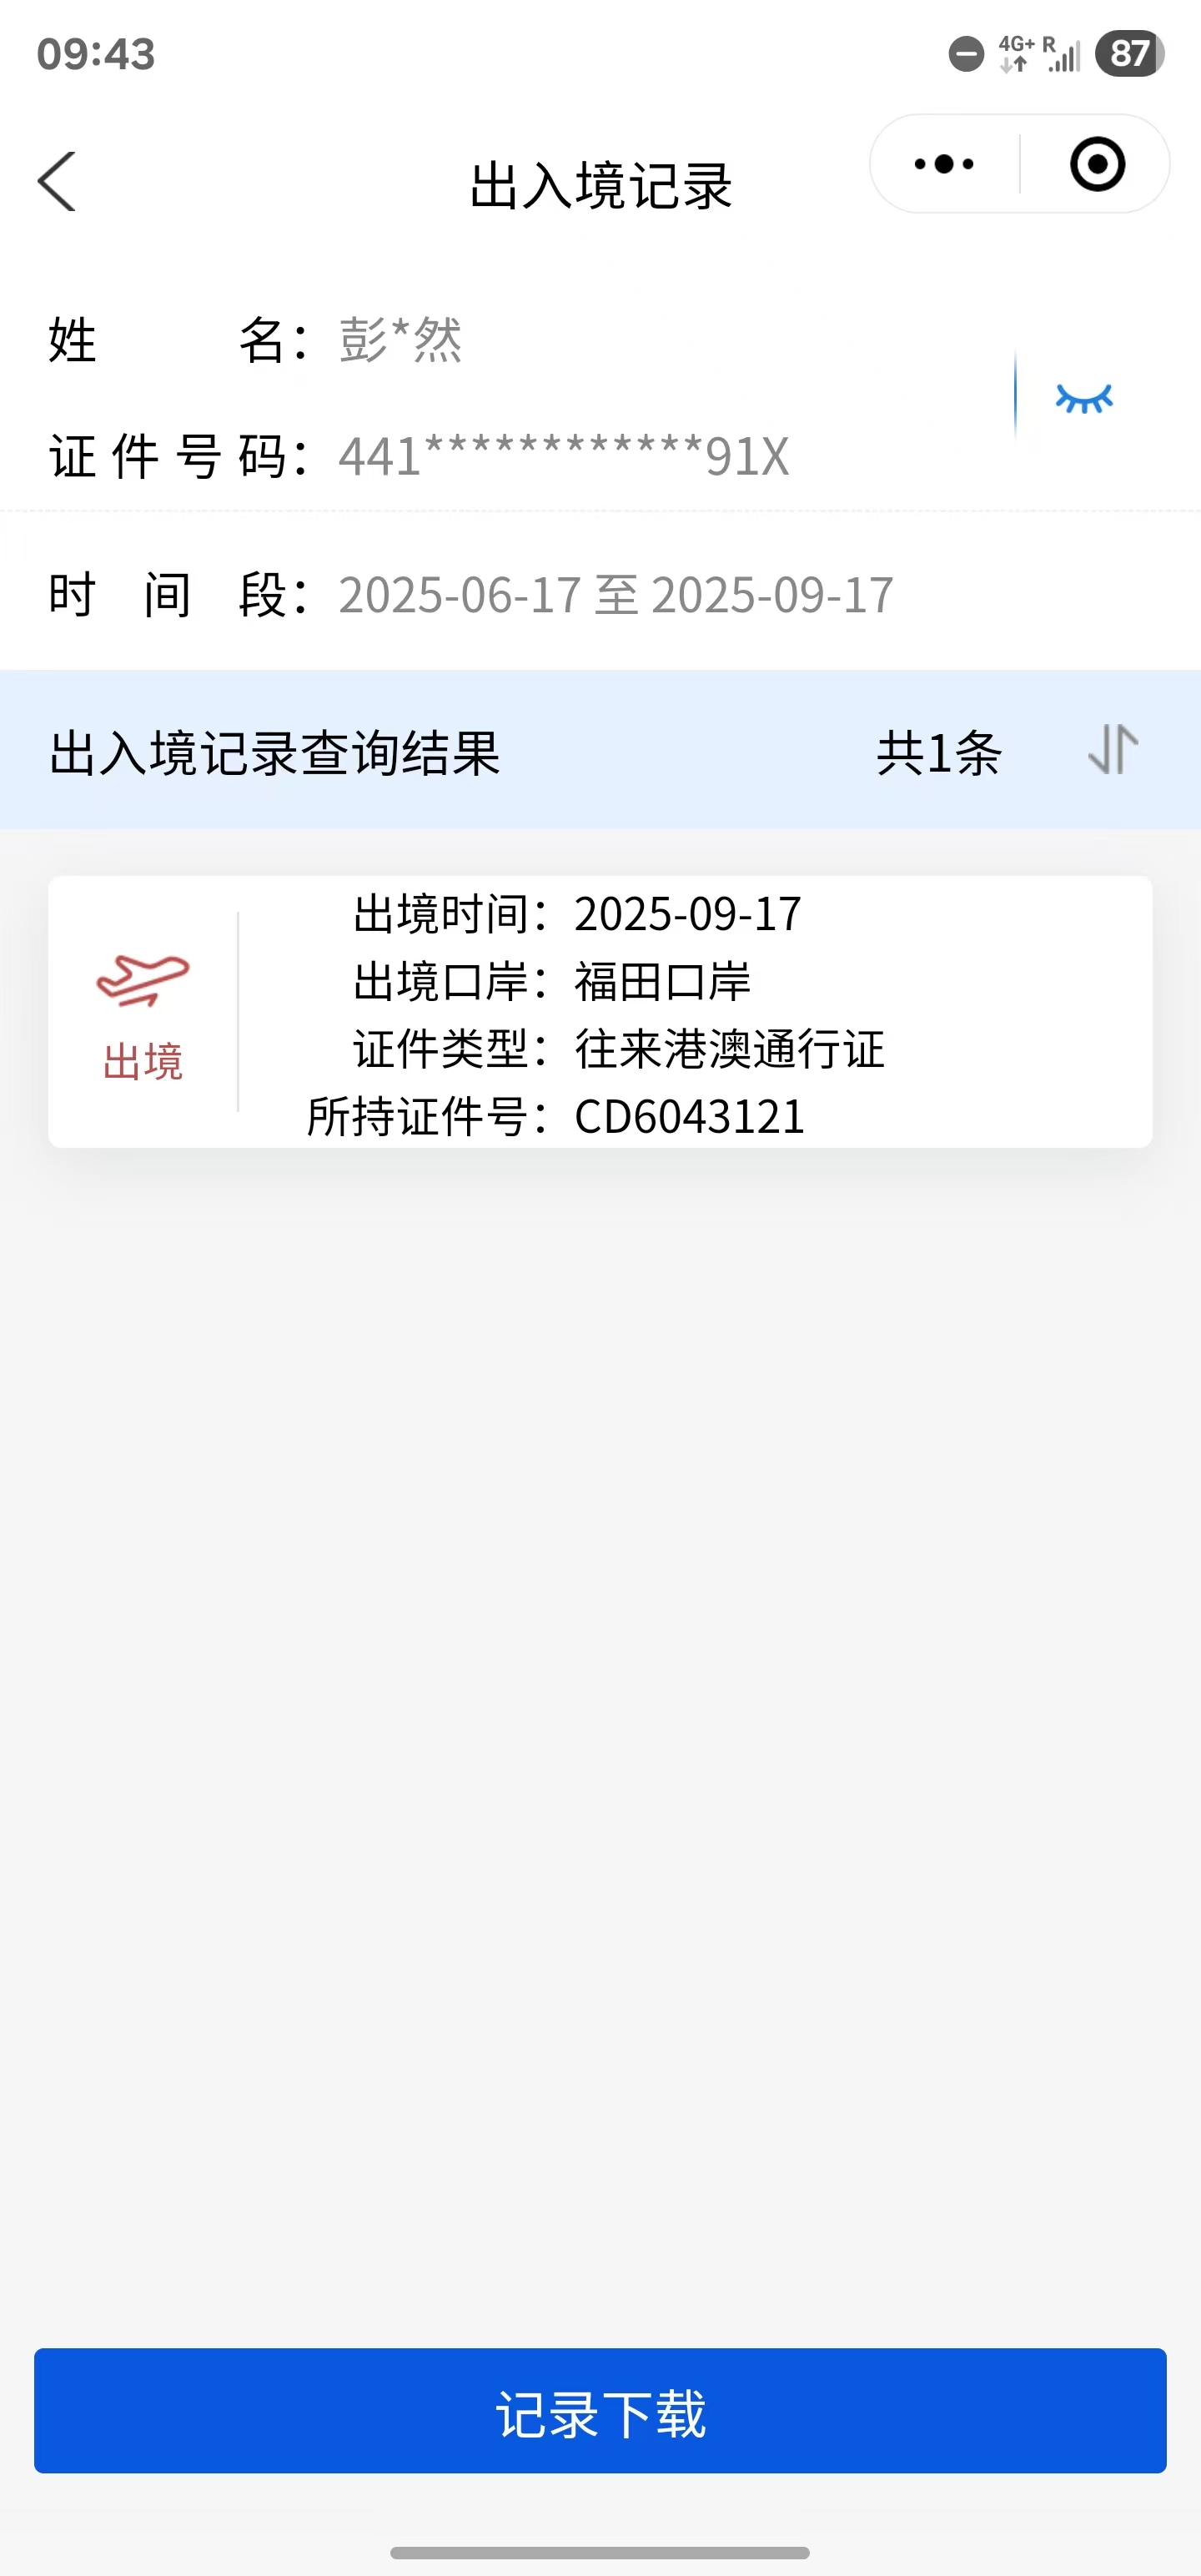 09:43
4G+ R 87
出入境记录
姓名：彭*然
证件号码：441************91X
时间段：2025-06-17 至 2025-09-17
出入境记录查询结果 共1条
出境时间：2025-09-17
出境口岸：福田口岸
证件类型：往来港澳通行证
所持证件号：CD6043121
出境
记录下载